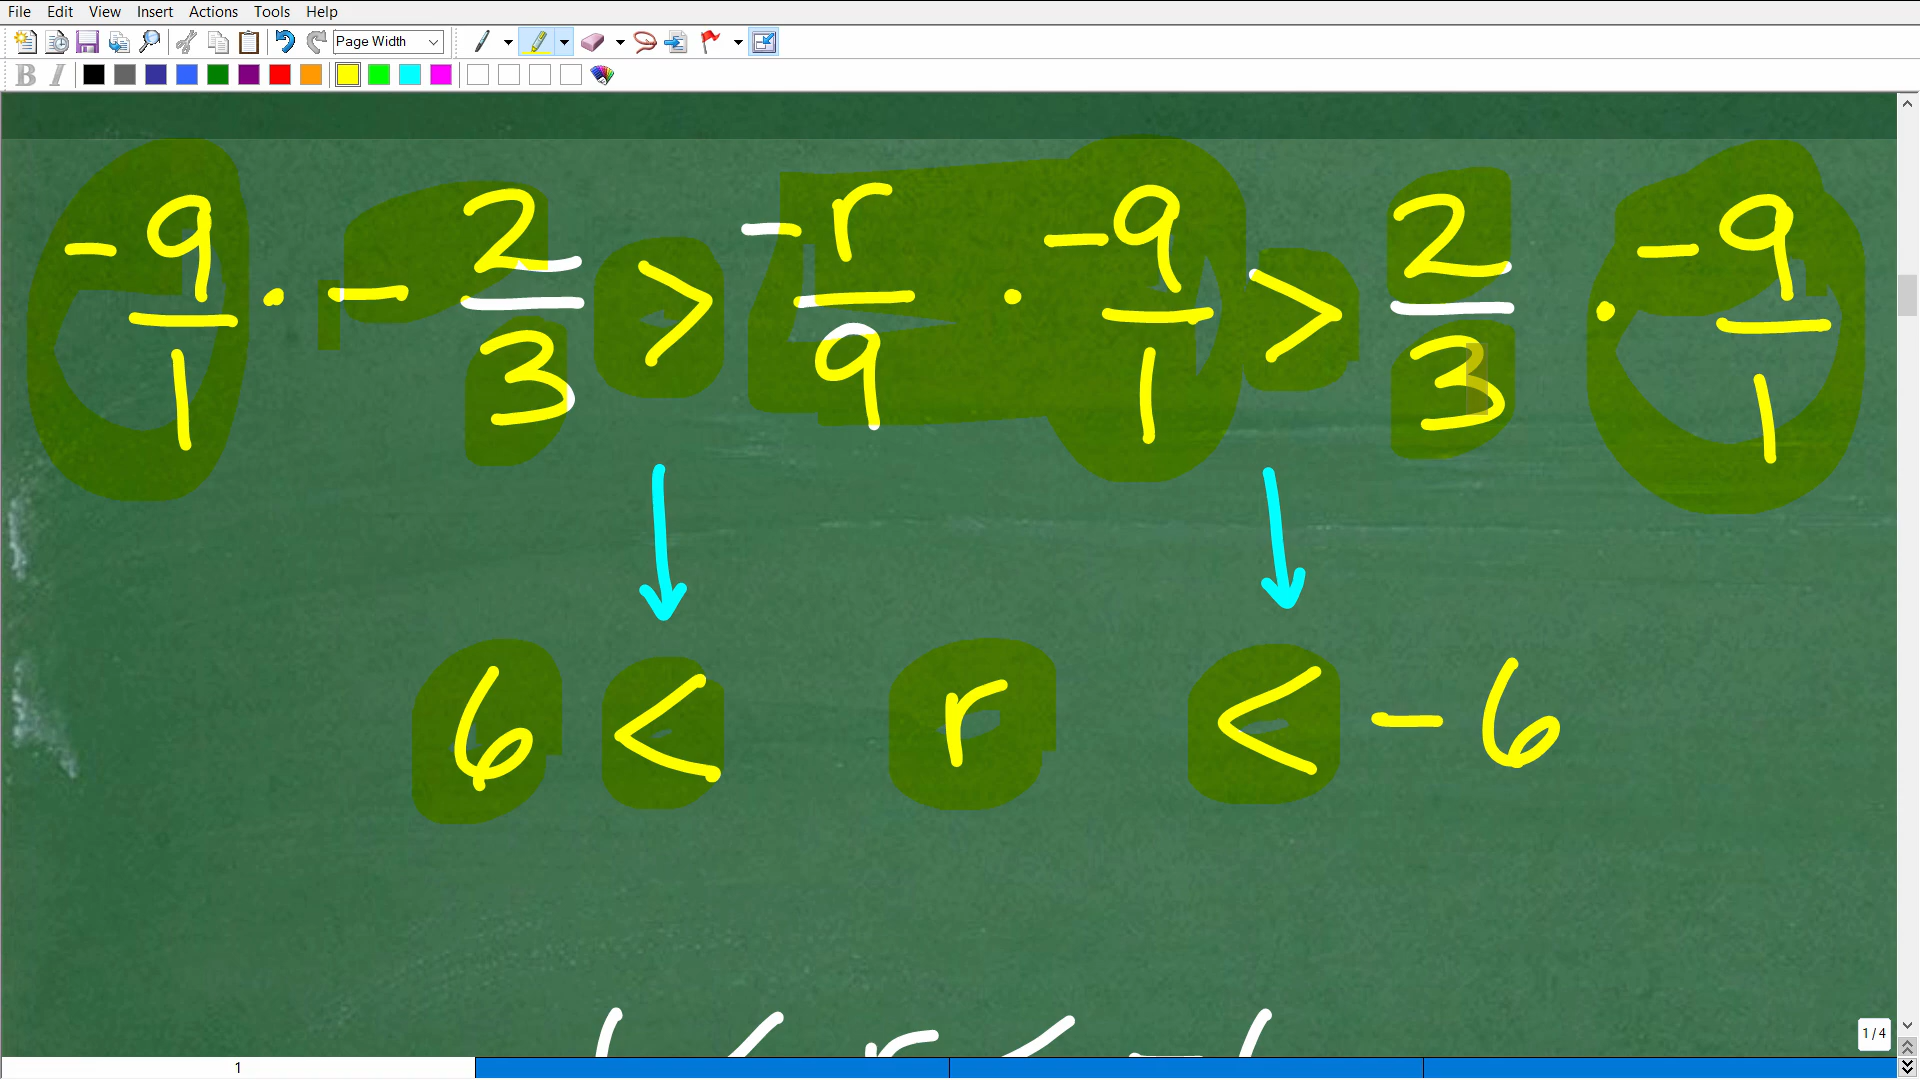 File Edit View Insert Actions Tools Help
Page Width
B I
-9/1 · -2/3 > -r/9 · -9/1 > 2/3 · -9/1
6 < r < -6
1 / 4
1